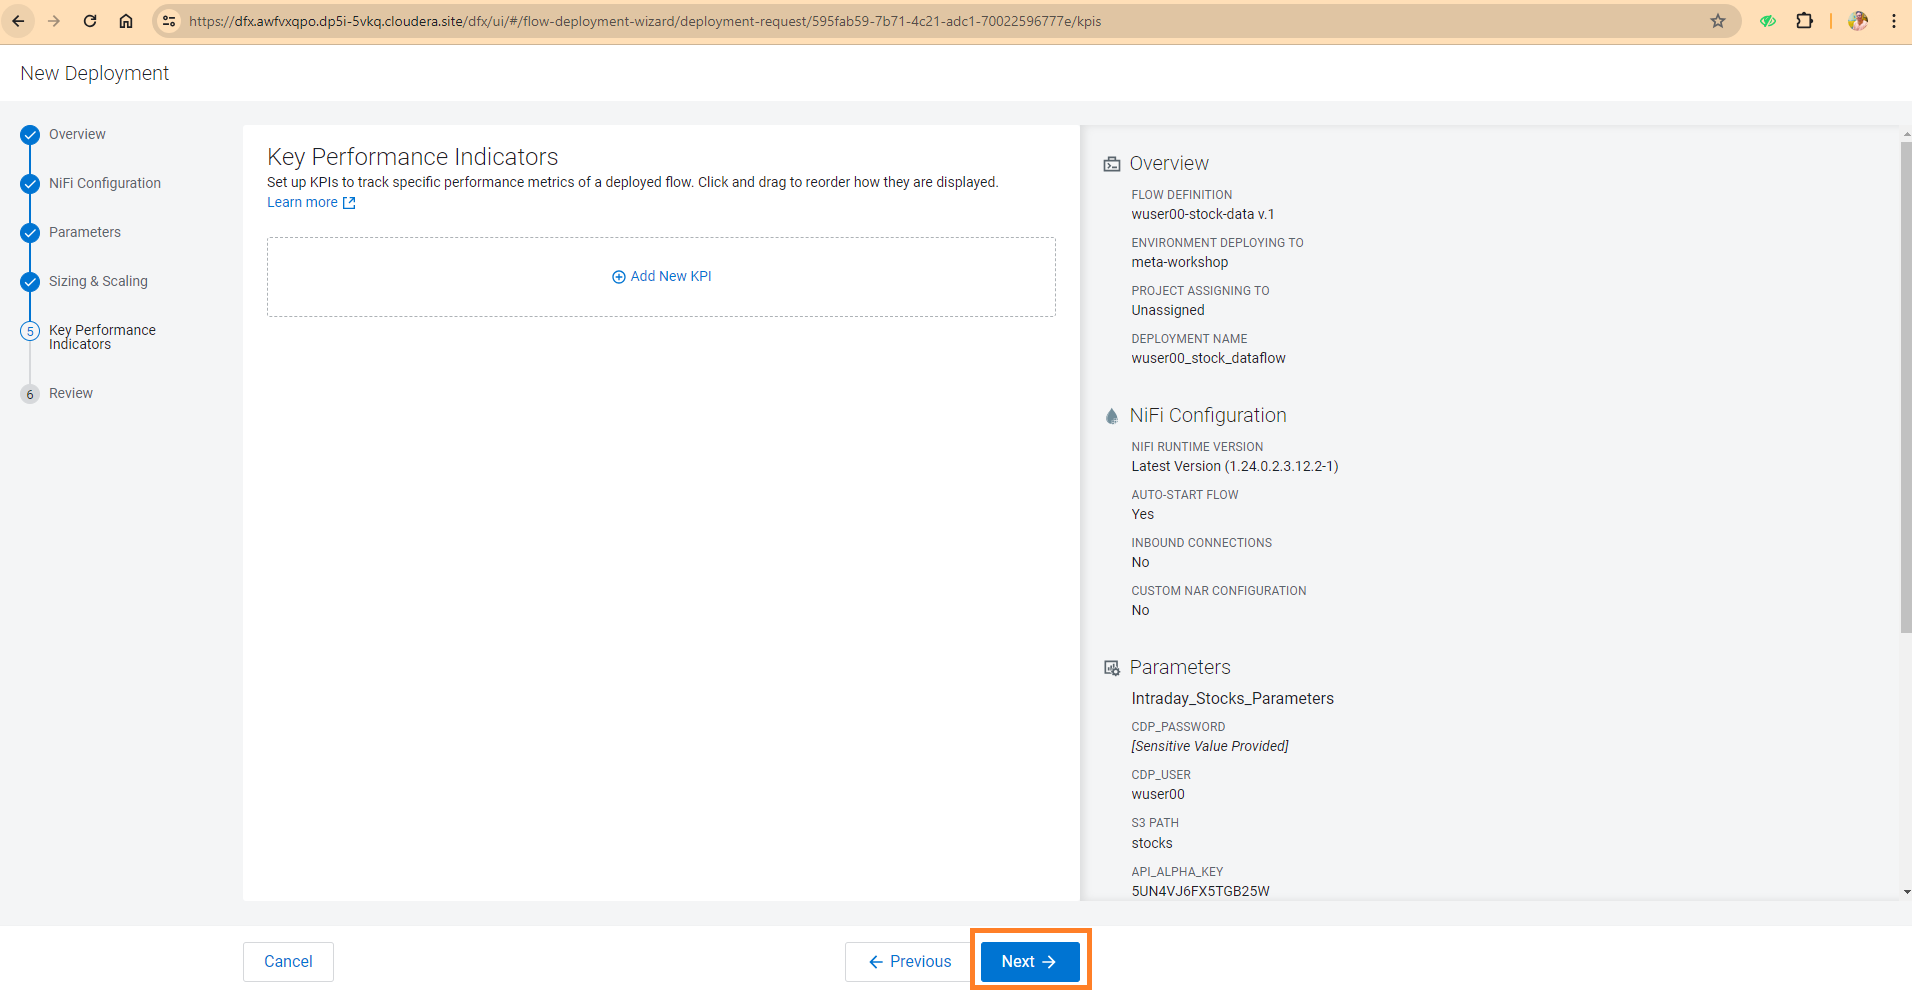 https://dfx.awfvxqpo.dp5i-5vkq.cloudera.site/dfx/ui/#/flow-deployment-wizard/deployment-request/595fab59-7b71-4c21-adc1-70022596777e/kpis
New Deployment
Overview
NiFi Configuration
Parameters
Sizing & Scaling
5
Key Performance
Indicators
6
Review
Key Performance Indicators
Set up KPIs to track specific performance metrics of a deployed flow. Click and drag to reorder how they are displayed.
Learn more
Add New KPI
Overview
FLOW DEFINITION
wuser00-stock-data v.1
ENVIRONMENT DEPLOYING TO
meta-workshop
PROJECT ASSIGNING TO
Unassigned
DEPLOYMENT NAME
wuser00_stock_dataflow
NiFi Configuration
NIFI RUNTIME VERSION
Latest Version (1.24.0.2.3.12.2-1)
AUTO-START FLOW
Yes
INBOUND CONNECTIONS
No
CUSTOM NAR CONFIGURATION
No
Parameters
Intraday_Stocks_Parameters
CDP_PASSWORD
[Sensitive Value Provided]
CDP_USER
wuser00
S3 PATH
stocks
API_ALPHA_KEY
5UN4VJ6FX5TGB25W
Cancel
Previous
Next